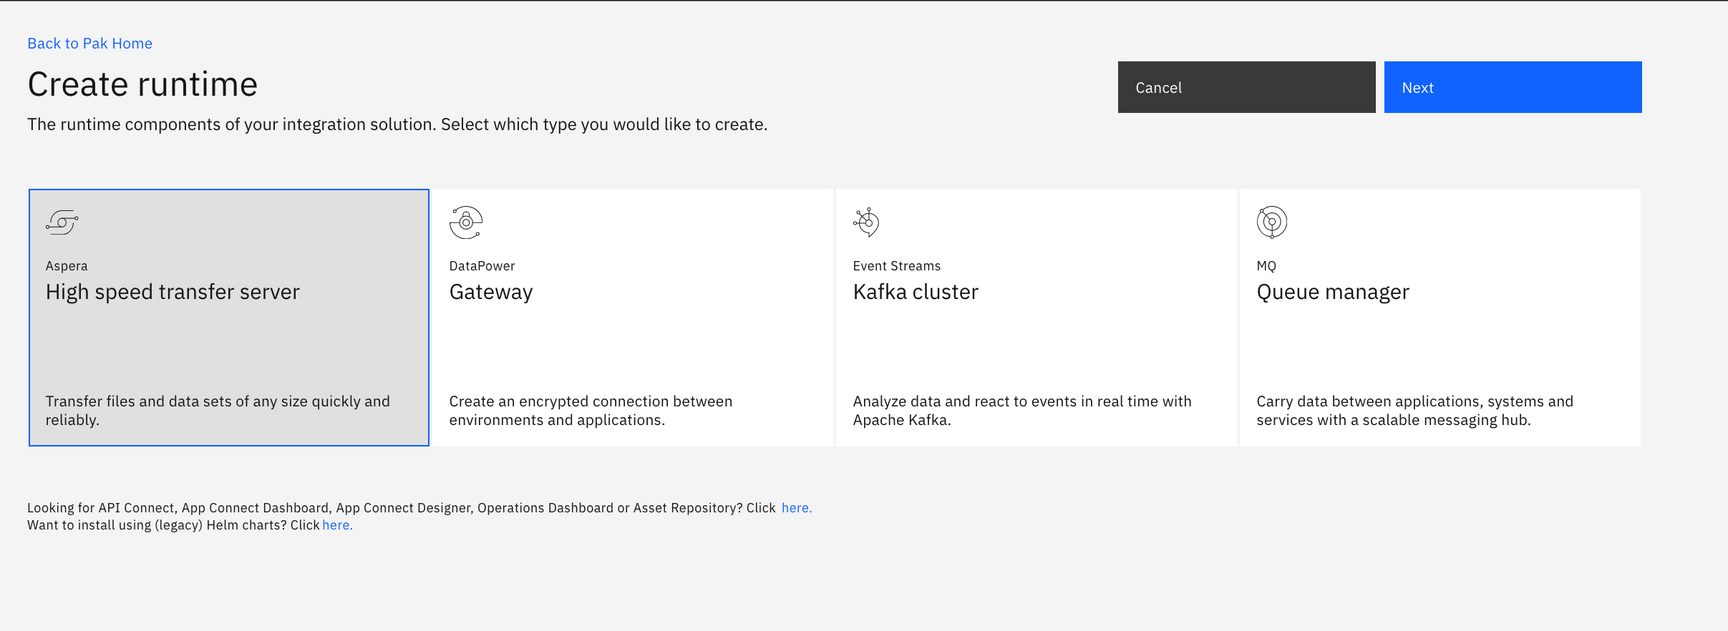 Back to Pak Home
Create runtime
The runtime components of your integration solution. Select which type you would like to create.
Cancel
Next
Aspera
High speed transfer server
Transfer files and data sets of any size quickly and
reliably.
DataPower
Gateway
Create an encrypted connection between
environments and applications.
Event Streams
Kafka cluster
Analyze data and react to events in real time with
Apache Kafka.
MQ
Queue manager
Carry data between applications, systems and
services with a scalable messaging hub.
Looking for API Connect, App Connect Dashboard, App Connect Designer, Operations Dashboard or Asset Repository? Click here.
Want to install using (legacy) Helm charts? Click here.